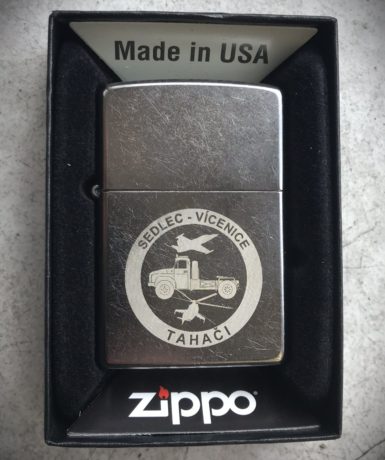 Made in USA
SEDLEC - VÍCENICE
TAHAČI
zippo